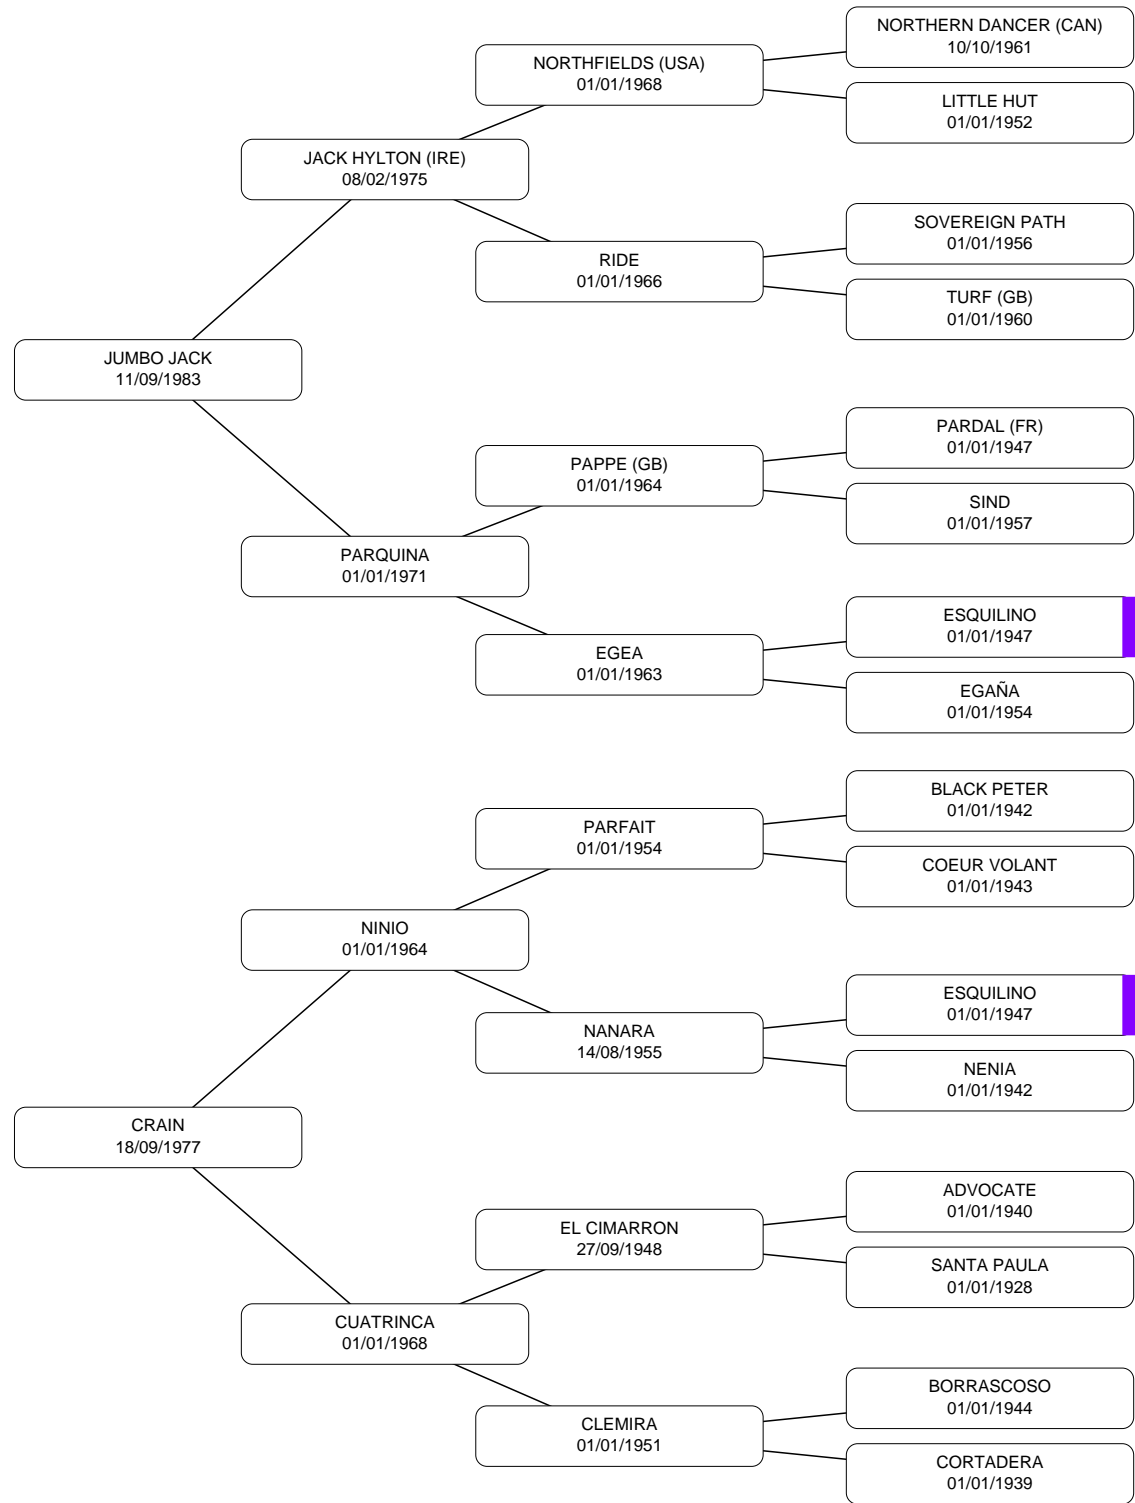 NORTHERN DANCER (CAN)
10/10/1961
NORTHFIELDS (USA)
01/01/1968
LITTLE HUT
01/01/1952
JACK HYLTON (IRE)
08/02/1975
SOVEREIGN PATH
01/01/1956
RIDE
01/01/1966
TURF (GB)
01/01/1960
JUMBO JACK
11/09/1983
PARDAL (FR)
01/01/1947
PAPPE (GB)
01/01/1964
SIND
01/01/1957
PARQUINA
01/01/1971
ESQUILINO
01/01/1947
EGEA
01/01/1963
EGAÑA
01/01/1954
BLACK PETER
01/01/1942
PARFAIT
01/01/1954
COEUR VOLANT
01/01/1943
NINIO
01/01/1964
ESQUILINO
01/01/1947
NANARA
14/08/1955
NENIA
01/01/1942
CRAIN
18/09/1977
ADVOCATE
01/01/1940
EL CIMARRON
27/09/1948
SANTA PAULA
01/01/1928
CUATRINCA
01/01/1968
BORRASCOSO
01/01/1944
CLEMIRA
01/01/1951
CORTADERA
01/01/1939